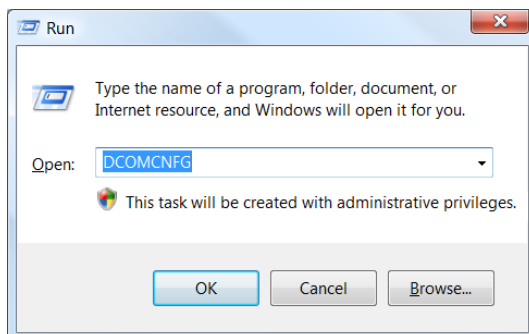 Run
Type the name of a program, folder, document, or
Internet resource, and Windows will open it for you.
Open: DCOMCNFG
This task will be created with administrative privileges.
OK Cancel Browse...